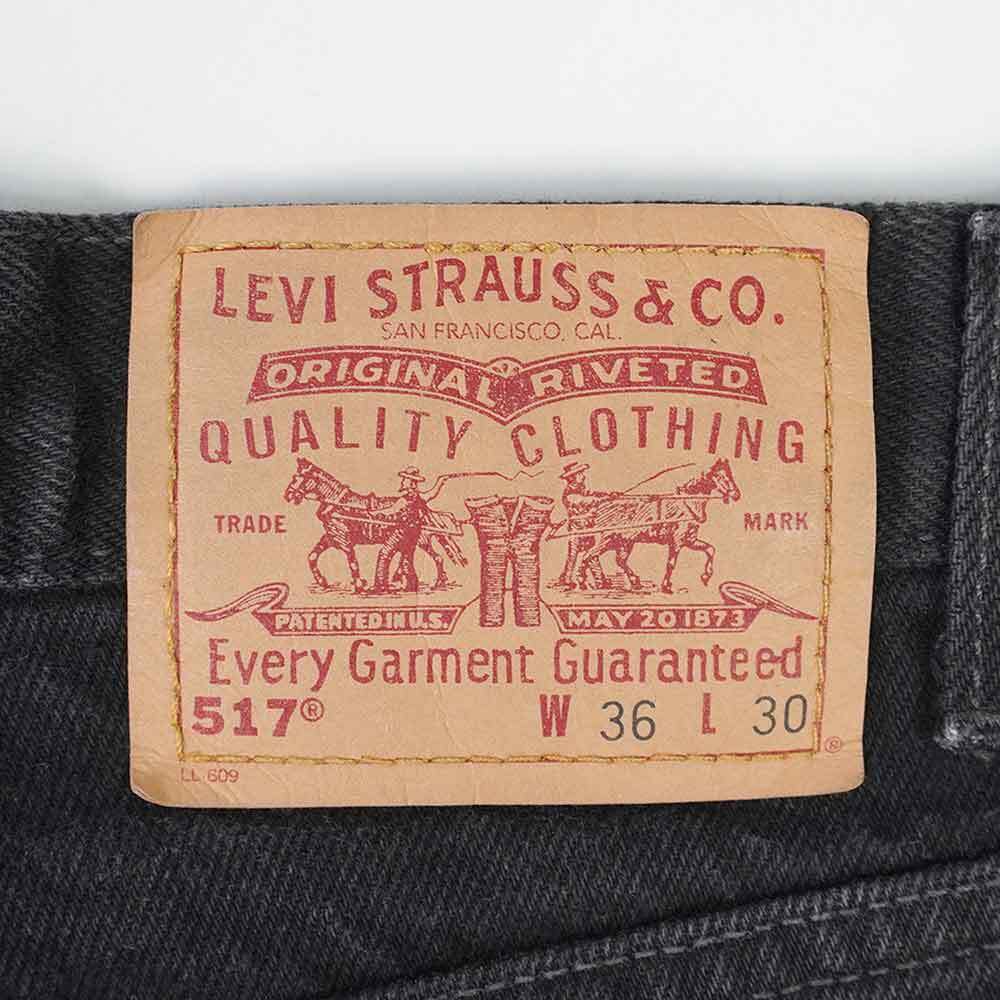 LEVI STRAUSS & CO.
SAN FRANCISCO, CAL.
ORIGINAL RIVETED
QUALITY CLOTHING
TRADE MARK
PATENTED IN U.S. MAY 20 1873
Every Garment Guaranteed
517® W 36 L 30
®
LL 609